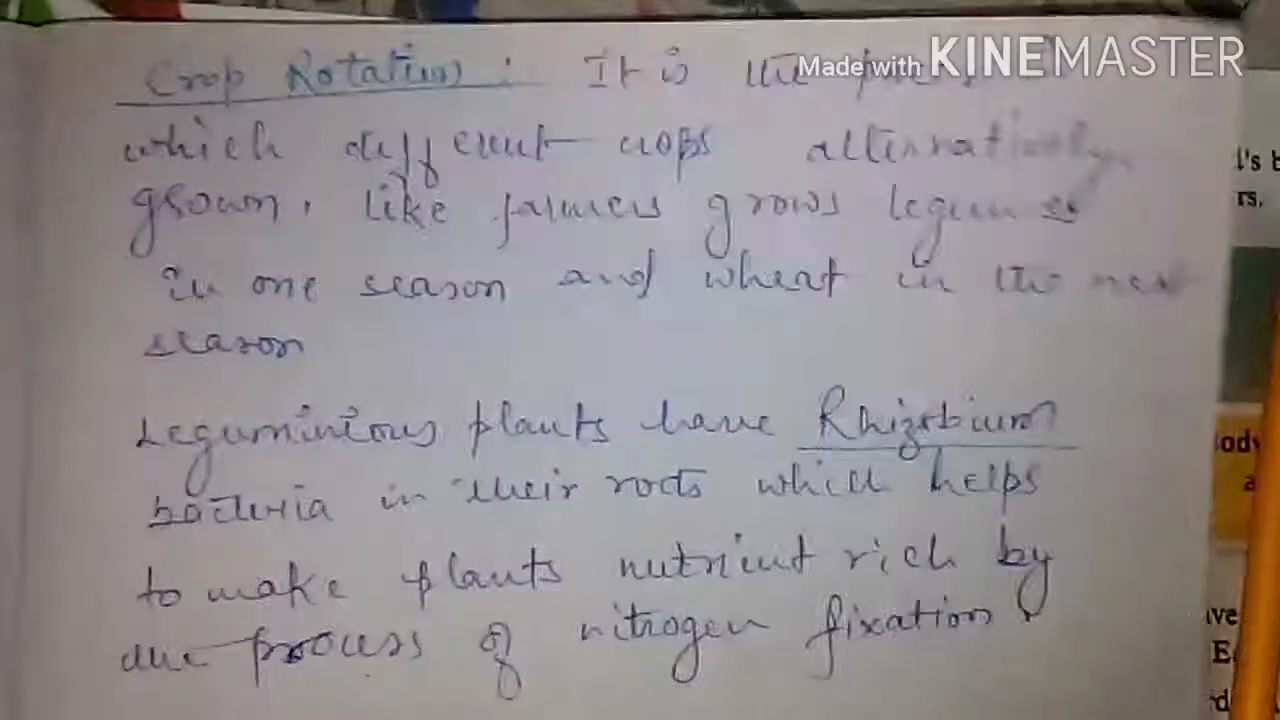 Crop Rotation : It is the
Made with KINEMASTER
which different crops alternatively
grown. Like farmers grows legumes
in one season and wheat in the next
season
Leguminious plants have Rhizobium
bacteria in their roots which helps
to make plants nutrient rich by
the process of nitrogen fixation.